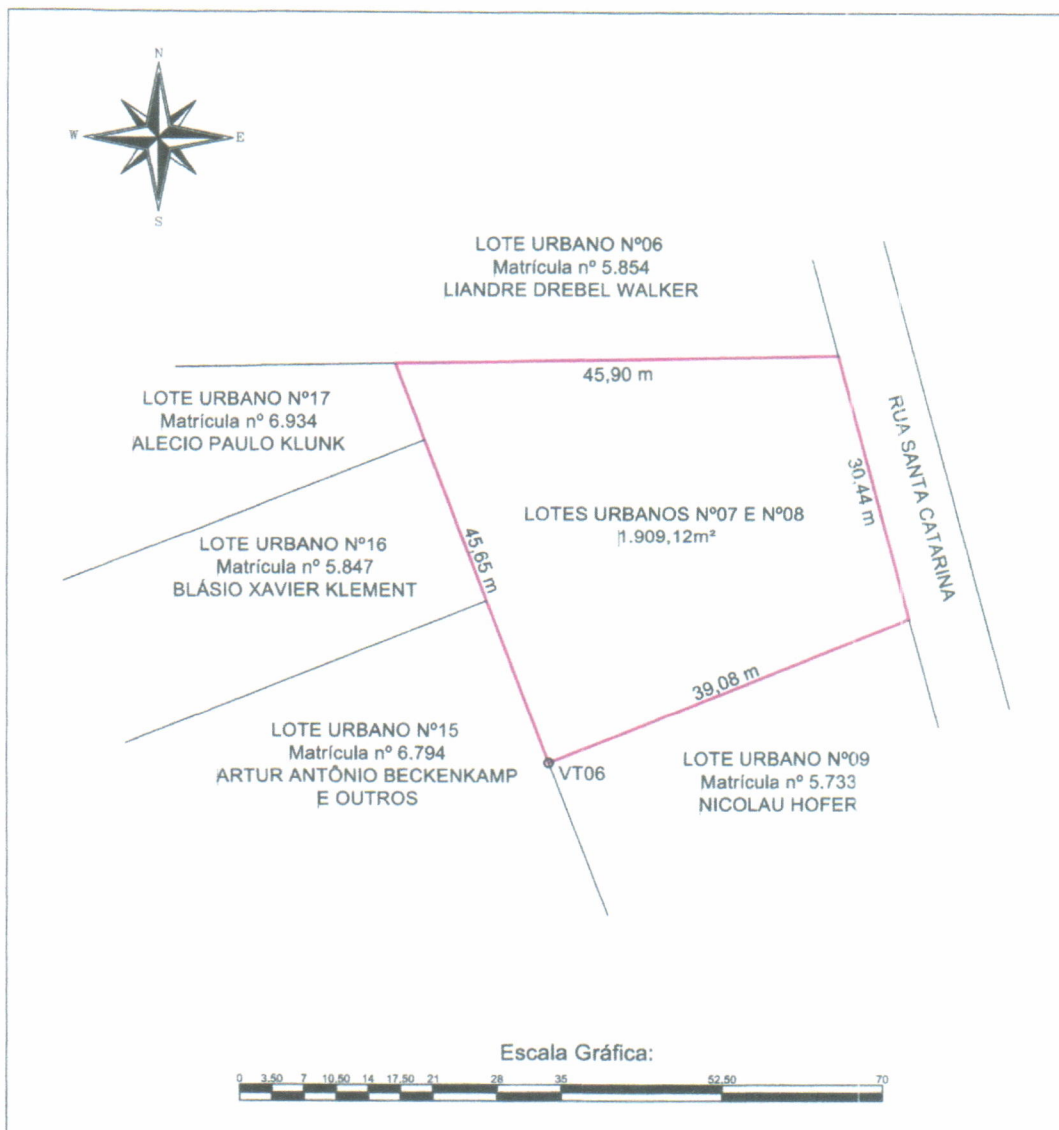 N
W E
S
LOTE URBANO Nº06
Matrícula nº 5.854
LIANDRE DREBEL WALKER
45,90 m
LOTE URBANO Nº17
Matrícula nº 6.934
ALECIO PAULO KLUNK
RUA SANTA CATARINA
30,44 m
LOTES URBANOS Nº07 E Nº08
1.909,12m²
45,65 m
LOTE URBANO Nº16
Matrícula nº 5.847
BLÁSIO XAVIER KLEMENT
39,08 m
LOTE URBANO Nº15
Matrícula nº 6.794
ARTUR ANTÔNIO BECKENKAMP
E OUTROS
VT06
LOTE URBANO Nº09
Matrícula nº 5.733
NICOLAU HOFER
Escala Gráfica:
0 3,50 7 10,50 14 17,50 21 28 35 52,50 70